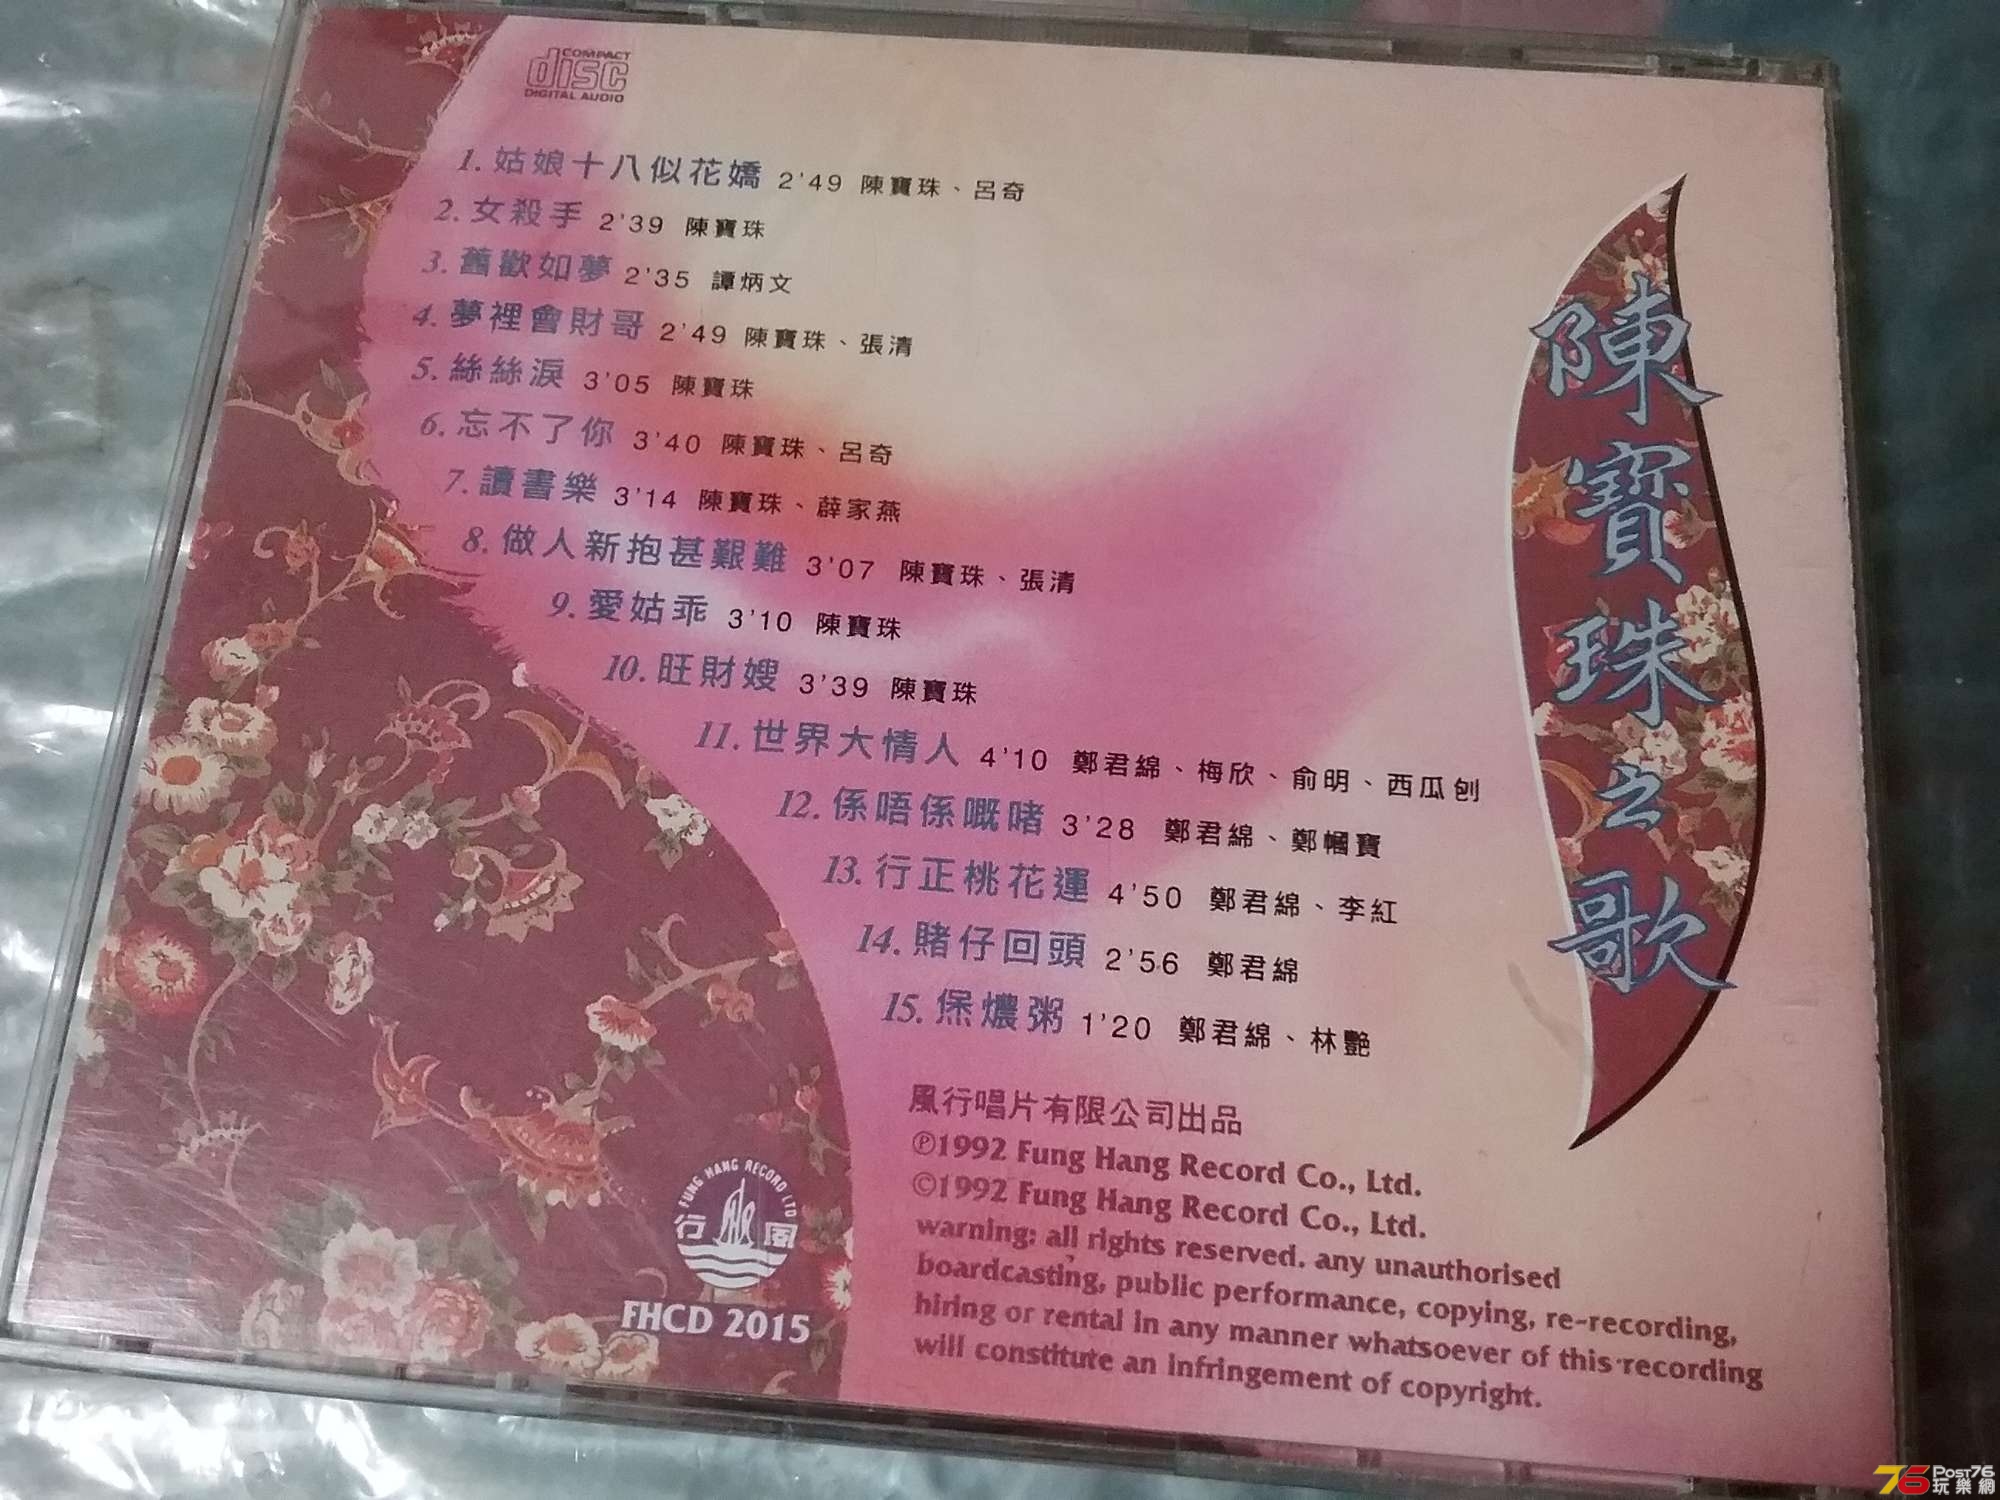 COMPACT
disc
DIGITAL AUDIO
1. 姑娘十八似花嬌 2'49 陳寶珠、呂奇
2. 女殺手 2'39 陳寶珠
3. 舊歡如夢 2'35 譚炳文
4. 夢裡會財哥 2'49 陳寶珠、張清
5. 絲絲淚 3'05 陳寶珠
6. 忘不了你 3'40 陳寶珠、呂奇
7. 讀書樂 3'14 陳寶珠、薛家燕
8. 做人新抱甚艱難 3'07 陳寶珠、張清
9. 愛姑乖 3'10 陳寶珠
10. 旺財嫂 3'39 陳寶珠
11. 世界大情人 4'10 鄭君綿、梅欣、俞明、西瓜刨
12. 係唔係嘅啫 3'28 鄭君綿、鄭幗寶
13. 行正桃花運 4'50 鄭君綿、李紅
14. 賭仔回頭 2'56 鄭君綿
15. 煲燶粥 1'20 鄭君綿、林艷
陳寶珠之歌
風行唱片有限公司出品
℗1992 Fung Hang Record Co., Ltd.
©1992 Fung Hang Record Co., Ltd.
warning: all rights reserved. any unauthorised
boardcasting, public performance, copying, re-recording,
hiring or rental in any manner whatsoever of this recording
will constitute an infringement of copyright.
FUNG HANG RECORD LTD
行風
FHCD 2015
76 Post76
玩樂網